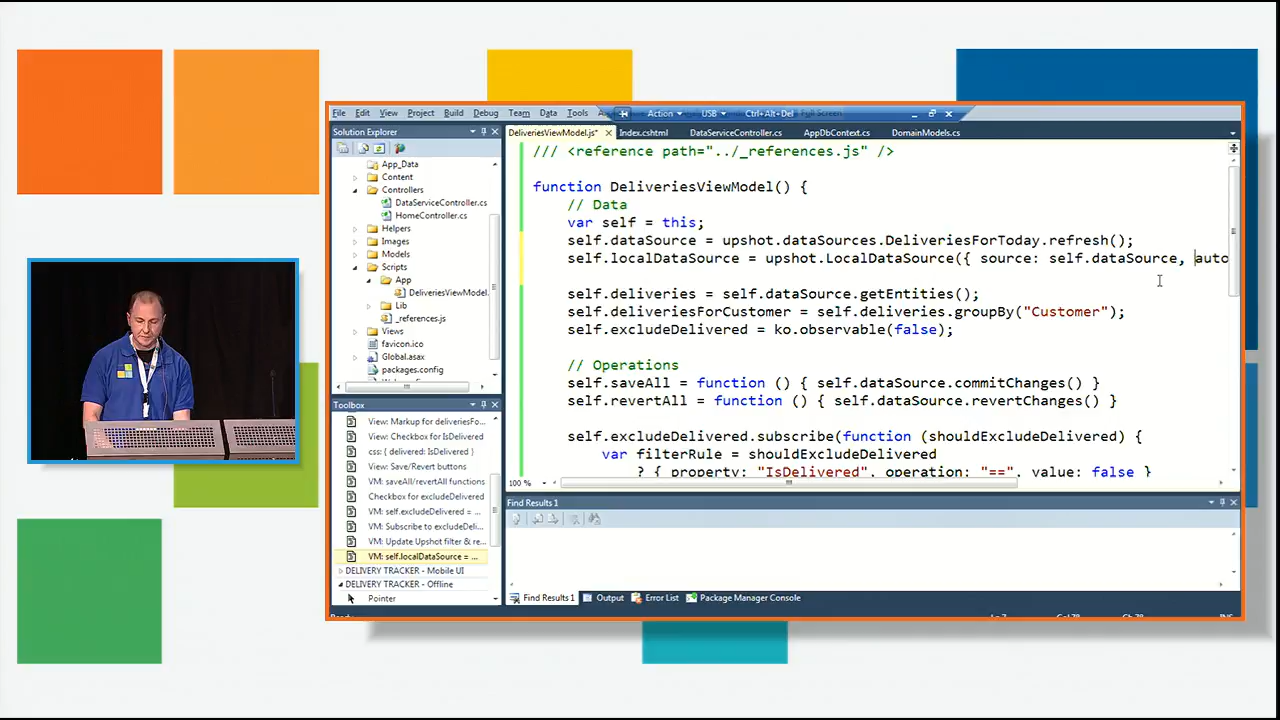 File Edit View Project Build Debug Team Data Tools Action USB Ctrl+Alt+Del Full Screen
Solution Explorer
App_Data
Content
Controllers
DataServiceController.cs
HomeController.cs
Helpers
Images
Models
Scripts
App
DeliveriesViewModel.
Lib
_references.js
Views
favicon.ico
Global.asax
packages.config
Toolbox
View: Markup for deliveriesFo...
View: Checkbox for IsDelivered
css: { delivered: IsDelivered }
View: Save/Revert buttons
VM: saveAll/revertAll functions
Checkbox for excludeDelivered
VM: self.excludeDelivered = ...
VM: Subscribe to excludeDeli...
VM: Update Upshot filter & re...
VM: self.localDataSource = ...
DELIVERY TRACKER - Mobile UI
DELIVERY TRACKER - Offline
Pointer
DeliveriesViewModel.js* Index.cshtml DataServiceController.cs AppDbContext.cs DomainModels.cs
/// <reference path="../_references.js" />
function DeliveriesViewModel() {
// Data
var self = this;
self.dataSource = upshot.dataSources.DeliveriesForToday.refresh();
self.localDataSource = upshot.LocalDataSource({ source: self.dataSource, auto
self.deliveries = self.dataSource.getEntities();
self.deliveriesForCustomer = self.deliveries.groupBy("Customer");
self.excludeDelivered = ko.observable(false);
// Operations
self.saveAll = function () { self.dataSource.commitChanges() }
self.revertAll = function () { self.dataSource.revertChanges() }
self.excludeDelivered.subscribe(function (shouldExcludeDelivered) {
var filterRule = shouldExcludeDelivered
? { property: "IsDelivered", operation: "==", value: false }
100 %
Find Results 1
Find Results 1 Output Error List Package Manager Console